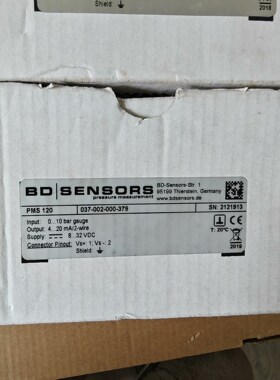 Shield:
2018
BD|SENSORS
pressure measurement
BD-Sensors-Str. 1
95199 Thierstein, Germany
www.bdsensors.de
PMS 120
037-002-000-379
SN: 2121913
Input: 0...10 bar gauge
Output: 4...20 mA/2-wire
Supply: 8...32 VDC
Connector Pinout: Vs+: 1; Vs-: 2
Shield:
T: 20°C
2018